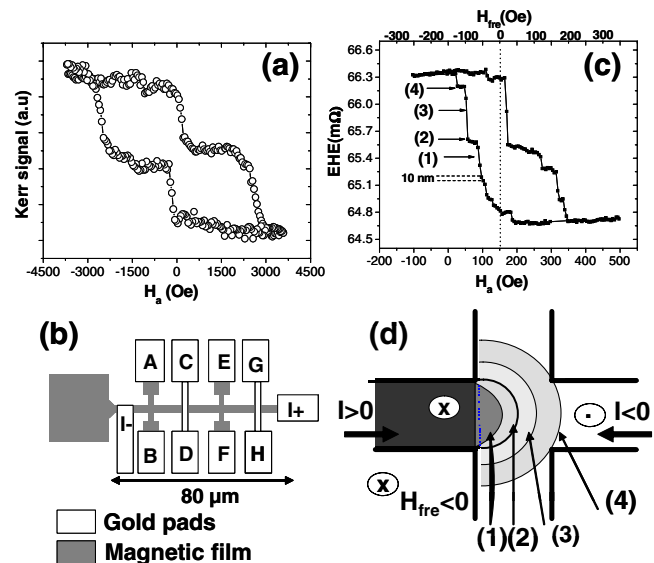 (a)
Kerr signal (a.u)
-4500 -3000 -1500 0 1500 3000 4500
Hₐ (Oe)
H_fre(Oe)
-300 -200 -100 0 100 200 300
(c)
EHE(mΩ)
66.6
66.3
66.0
65.7
65.4
65.1
64.8
64.5
(4)
(3)
(2)
(1)
10 nm
-200 -100 0 100 200 300 400 500
Hₐ (Oe)
(b)
A C E G
I- I+
B D F H
80 µm
Gold pads
Magnetic film
(d)
I>0 x . I<0
x H_fre<0
(1) (2) (3) (4)